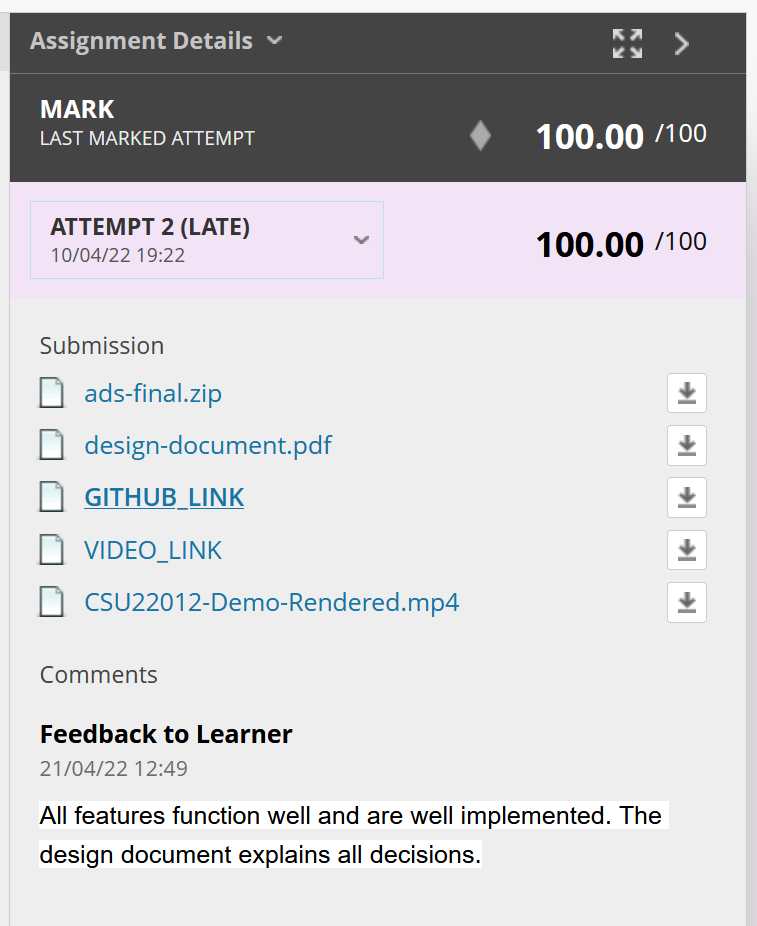 Assignment Details
MARK
LAST MARKED ATTEMPT
100.00 /100
ATTEMPT 2 (LATE)
10/04/22 19:22
100.00 /100
Submission
ads-final.zip
design-document.pdf
GITHUB_LINK
VIDEO_LINK
CSU22012-Demo-Rendered.mp4
Comments
Feedback to Learner
21/04/22 12:49
All features function well and are well implemented. The
design document explains all decisions.